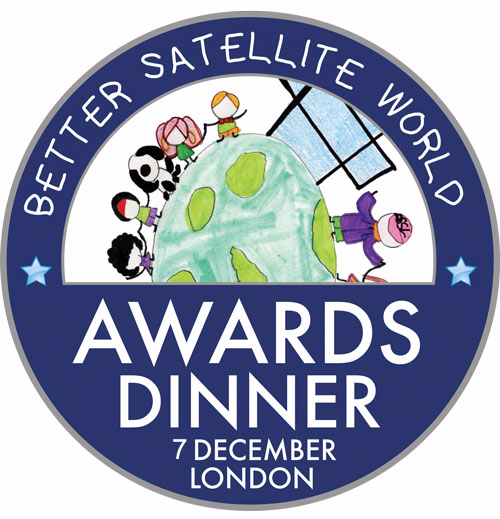 BETTER SATELLITE WORLD
AWARDS
DINNER
7 DECEMBER
LONDON